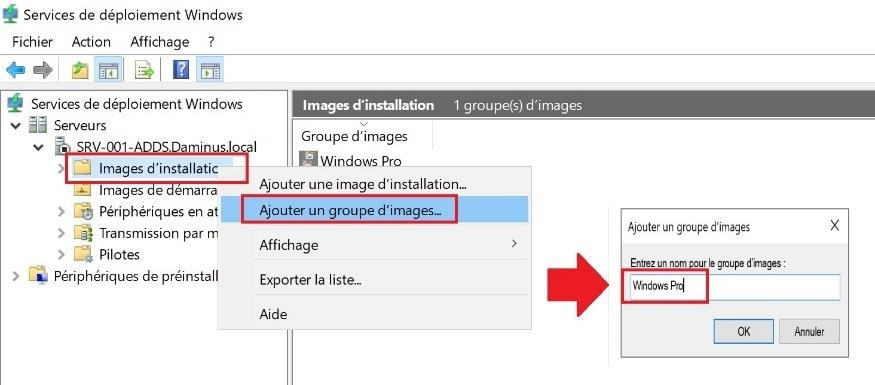 Services de déploiement Windows
Fichier Action Affichage ?
Services de déploiement Windows
Serveurs
SRV-001-ADDS.Daminus.local
Images d'installatic
Images de démarra
Périphériques en at
Transmission par m
Pilotes
Périphériques de préinstall
Images d'installation 1 groupe(s) d'images
Groupe d'images
Windows Pro
Ajouter une image d'installation...
Ajouter un groupe d'images...
Affichage
Exporter la liste...
Aide
Ajouter un groupe d'images X
Entrez un nom pour le groupe d'images :
Windows Pro
OK Annuler